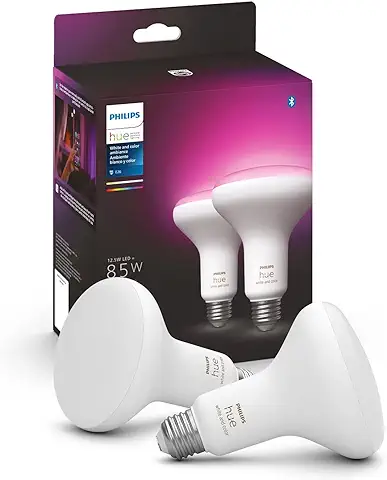 PHILIPS
hue
White and color
ambiance
Ambiente
blanco y color
E26
12.5W LED =
85W
PHILIPS
hue
white and color
PHILIPS
hue
white and color
PHILIPS
hue
white and color